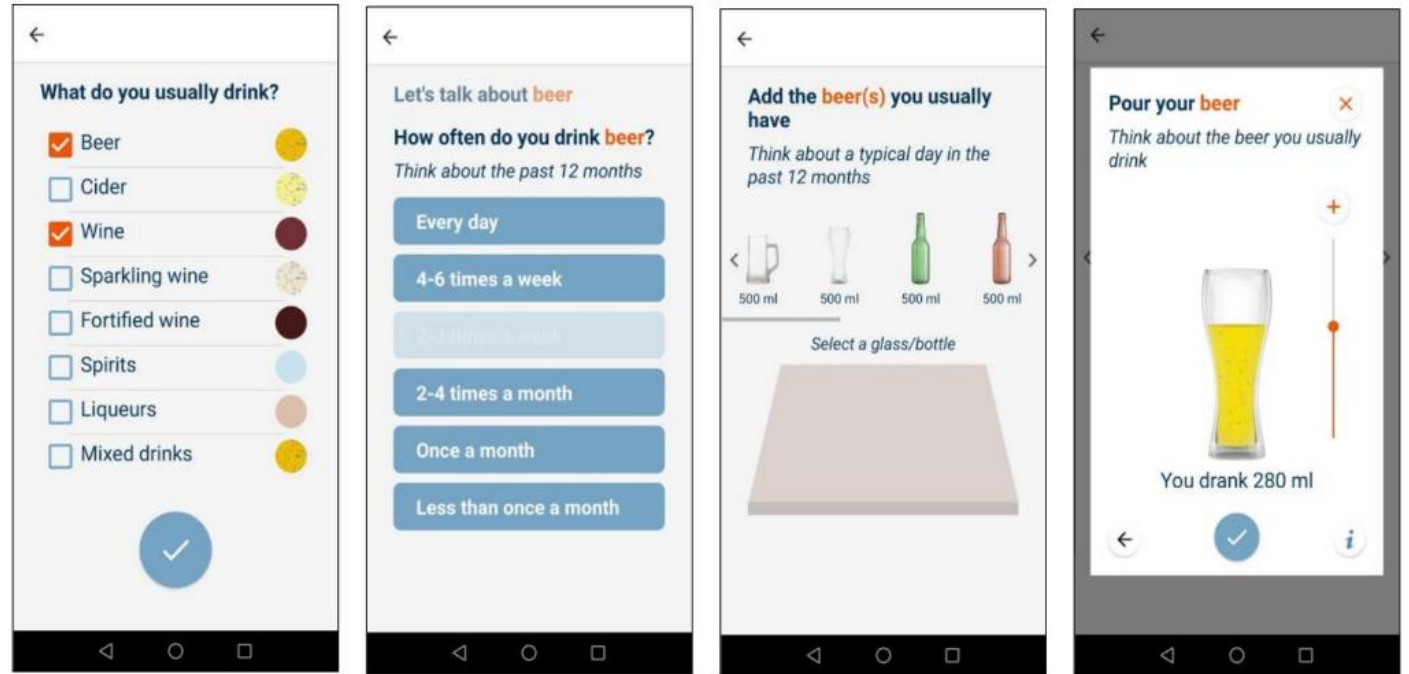 What do you usually drink?
Beer
Cider
Wine
Sparkling wine
Fortified wine
Spirits
Liqueurs
Mixed drinks
Let's talk about beer
How often do you drink beer?
Think about the past 12 months
Every day
4-6 times a week
2-3 times a week
2-4 times a month
Once a month
Less than once a month
Add the beer(s) you usually
have
Think about a typical day in the
past 12 months
500 ml 500 ml 500 ml 500 ml
Select a glass/bottle
Pour your beer
Think about the beer you usually
drink
You drank 280 ml
i